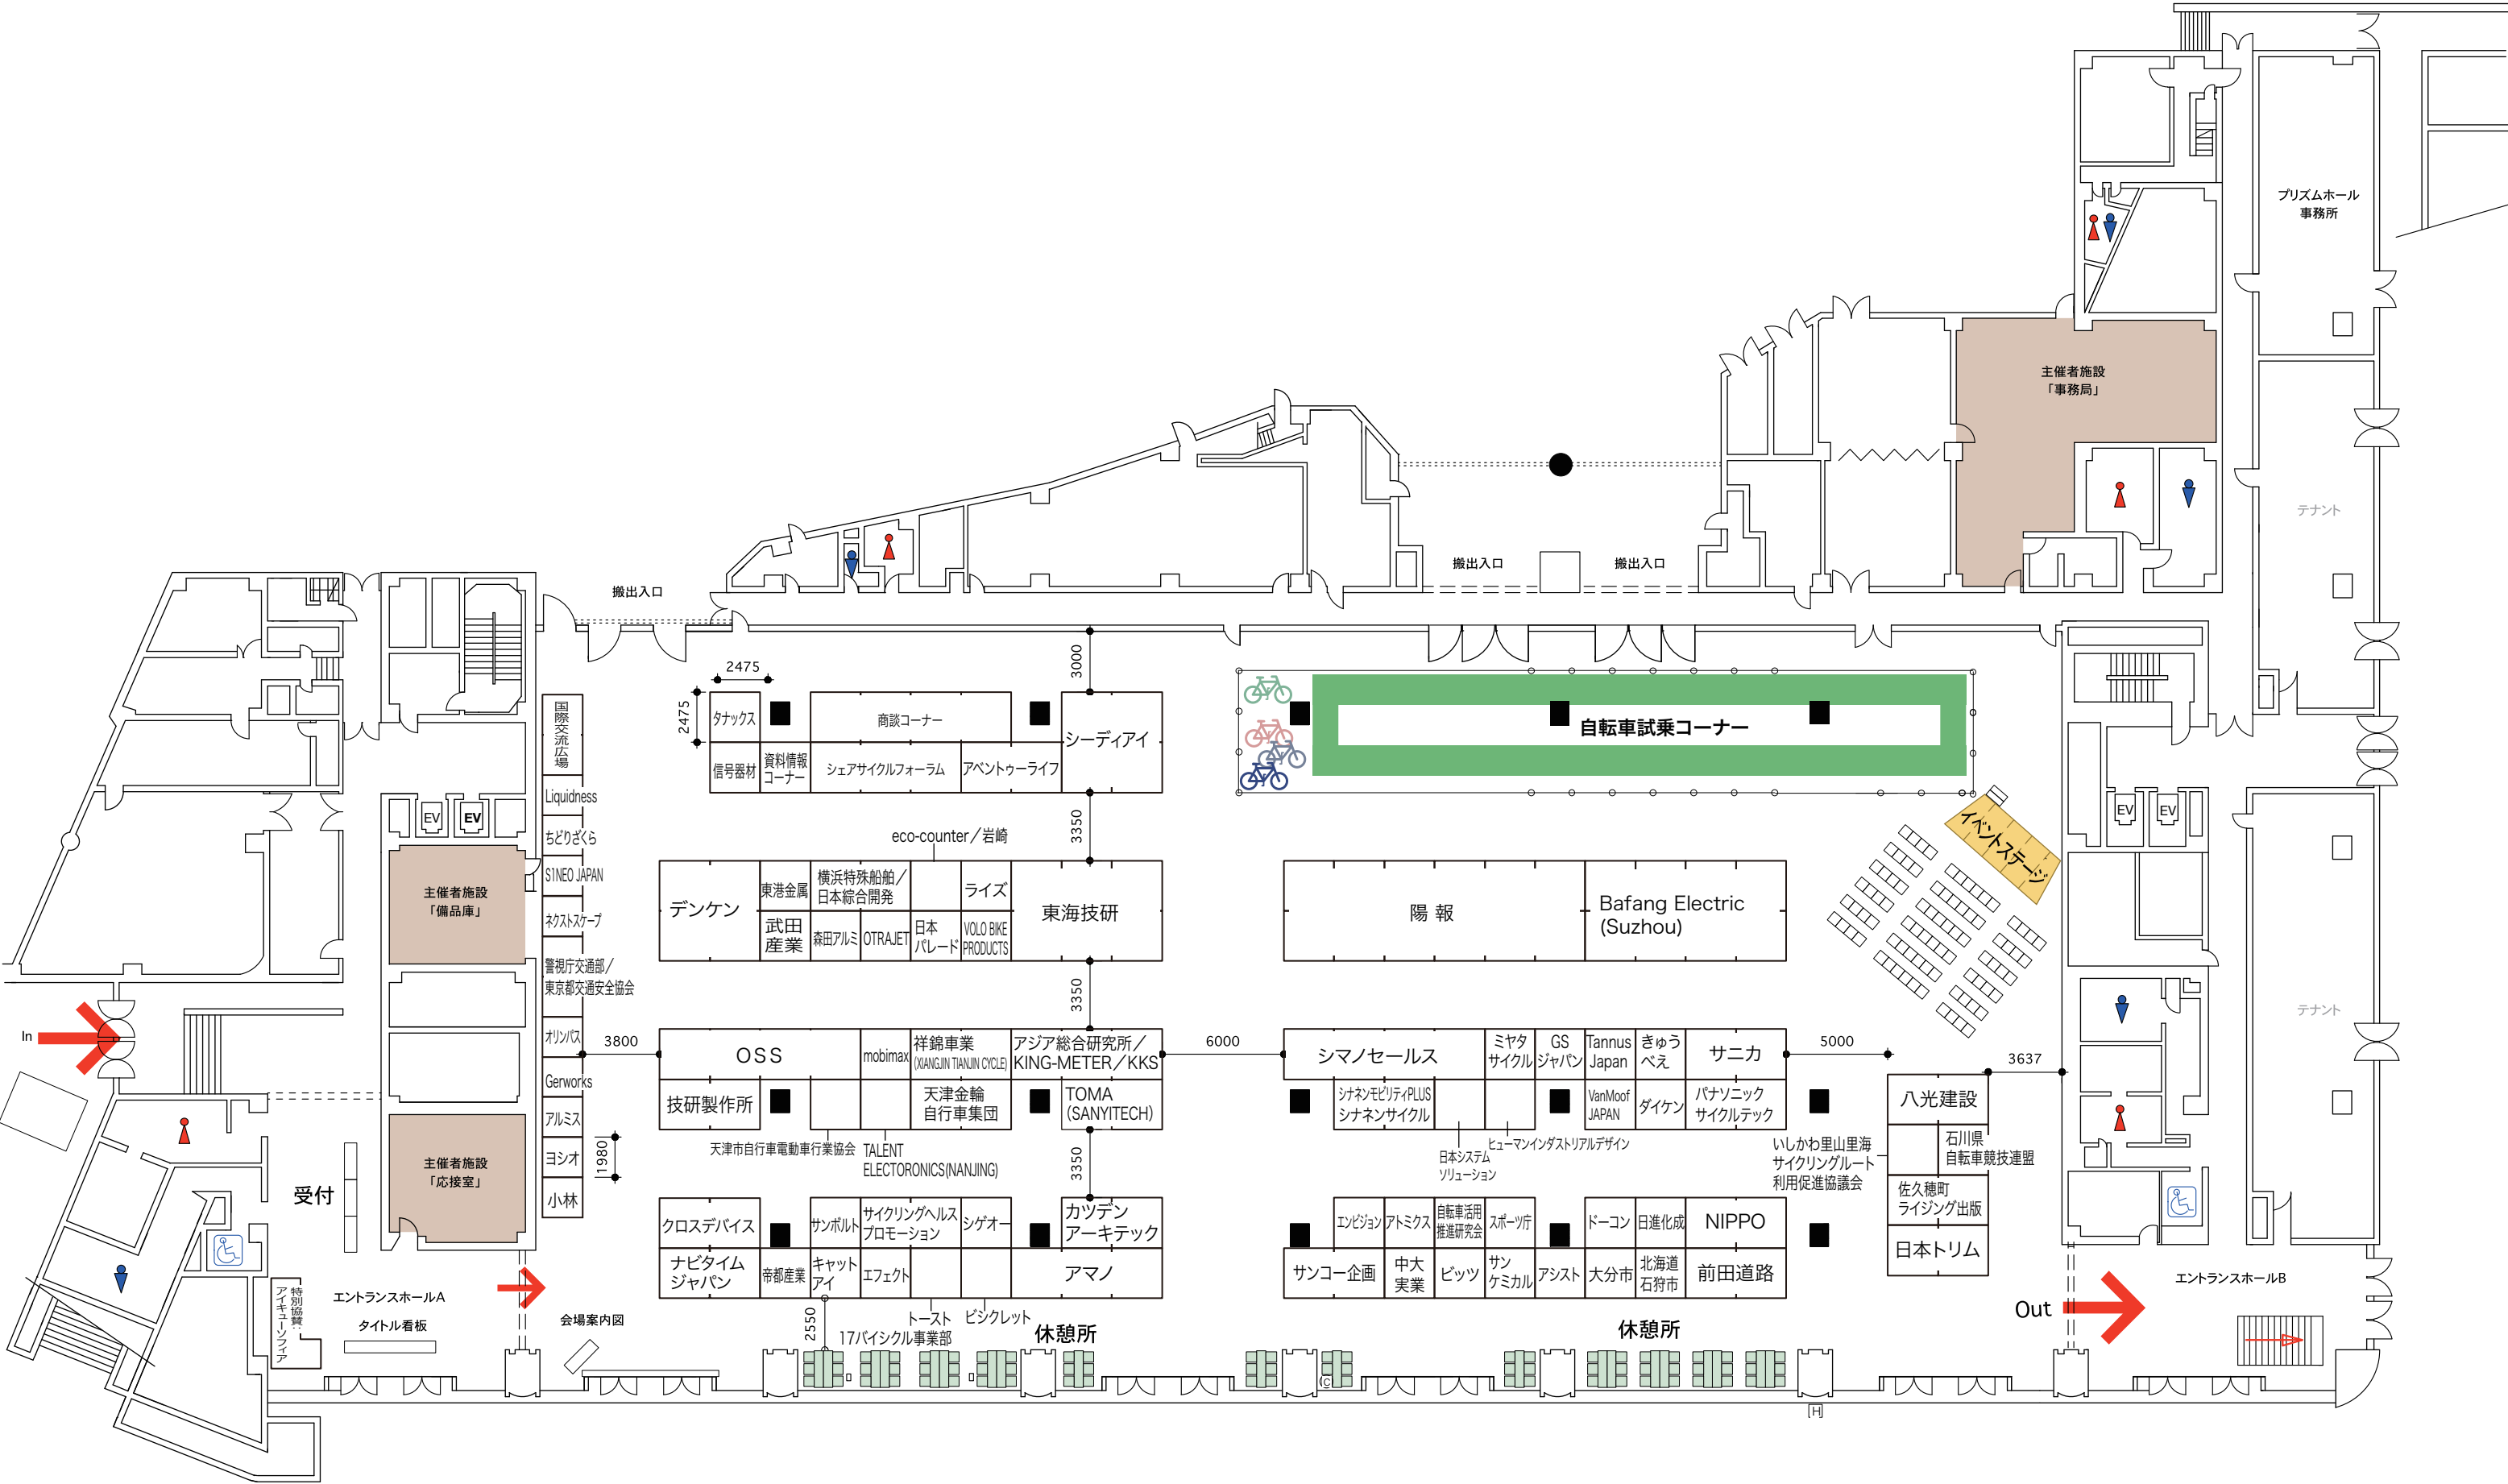 プリズムホール
事務所
主催者施設
「事務局」
テナント
搬出入口
搬出入口
搬出入口
3000
2475
2475
国際交流広場
タナックス
商談コーナー
シーディアイ
信号器材
資料情報
コーナー
シェアサイクルフォーラム
アベントゥーライフ
自転車試乗コーナー
イベントステージ
EV
EV
EV
EV
Liquidness
ちどりざくら
S1NEO JAPAN
ネクストスケープ
警視庁交通部/
東京都交通安全協会
オリンパス
Gerworks
アルミス
ヨシオ
小林
1980
3350
eco-counter/岩崎
主催者施設
「備品庫」
デンケン
東港金属
横浜特殊船舶/
日本綜合開発
ライズ
東海技研
武田
産業
森田アルミ
OTRAJET
日本
パレード
VOLO BIKE
PRODUCTS
陽報
Bafang Electric
(Suzhou)
3350
テナント
In
3800
OSS
mobimax
祥錦車業
(XIANGJIN TIANJIN CYCLE)
アジア総合研究所/
KING-METER/KKS
6000
シマノセールス
ミヤタ
サイクル
GS
ジャパン
Tannus
Japan
きゅう
べえ
サニカ
5000
3637
技研製作所
天津金輪
自行車集団
TOMA
(SANYITECH)
シナネンモビリティPLUS
シナネンサイクル
VanMoof
JAPAN
ダイケン
パナソニック
サイクルテック
八光建設
天津市自行車電動車行業協会
TALENT
ELECTORONICS(NANJING)
3350
日本システム
ソリューション
ヒューマンインダストリアルデザイン
いしかわ里山里海
サイクリングルート
利用促進協議会
石川県
自転車競技連盟
佐久穂町
ライジング出版
日本トリム
主催者施設
「応接室」
受付
クロスデバイス
サンポルト
サイクリングヘルス
プロモーション
シゲオー
カツデン
アーキテック
エンビジョン
アトミクス
自転車活用
推進研究会
スポーツ庁
ドーコン
日進化成
NIPPO
ナビタイム
ジャパン
帝都産業
キャット
アイ
エフェクト
アマノ
サンコー企画
中大
実業
ビッツ
サン
ケミカル
アシスト
大分市
北海道
石狩市
前田道路
特別協賛
アイキューソフィア
エントランスホールA
タイトル看板
会場案内図
2550
トースト
17バイシクル事業部
ビシクレット
休憩所
休憩所
Out
エントランスホールB
C
H